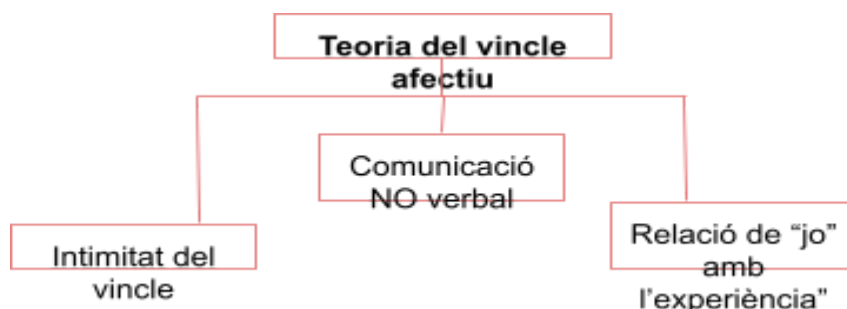 Teoria del vincle
afectiu
Comunicació
NO verbal
Intimitat del
vincle
Relació de “jo”
amb
l’experiència"